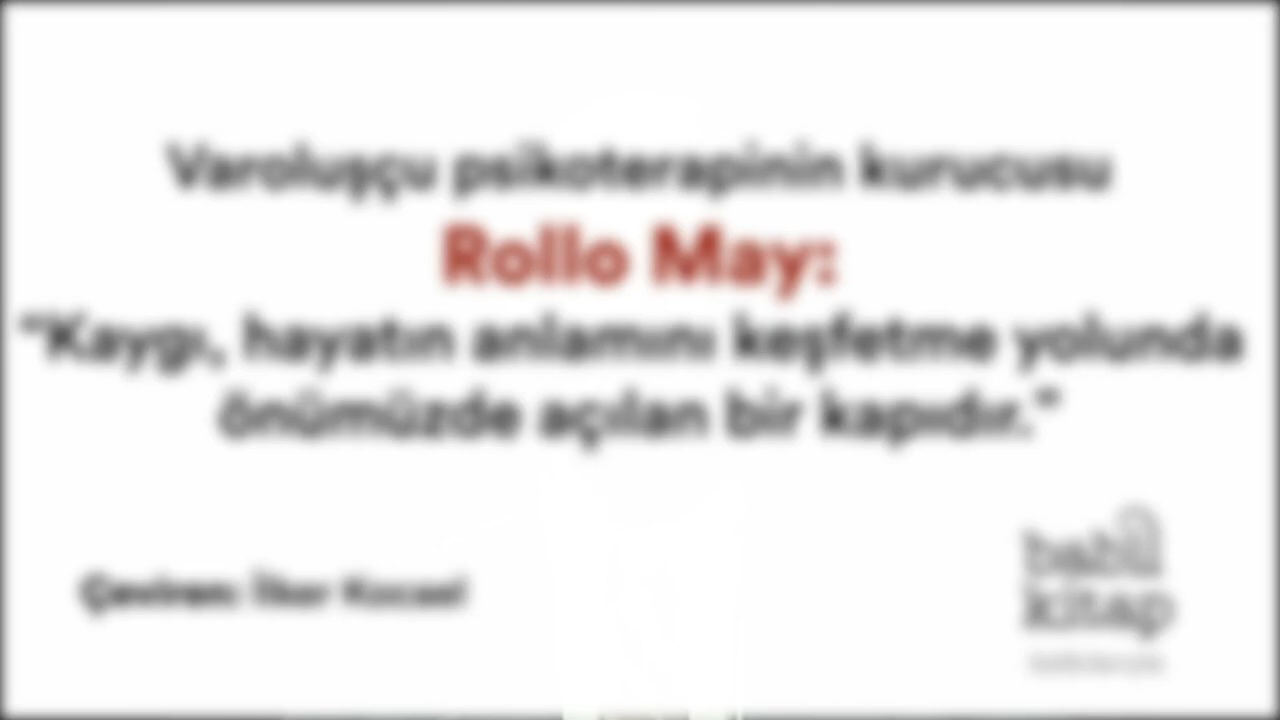 Varoluşçu psikoterapinin kurucusu
Rollo May:
"Kaygı, hayatın anlamını keşfetme yolunda
önümüzde açılan bir kapıdır."
Çeviren: İlker Kocael
babil
kitap